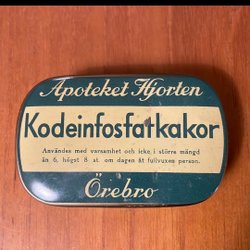 Apoteket Hjorten
Kodeinfosfatkakor
Användes med varsamhet och icke i större mängd
än 6, högst 8 st. om dagen åt fullvuxen person.
Örebro